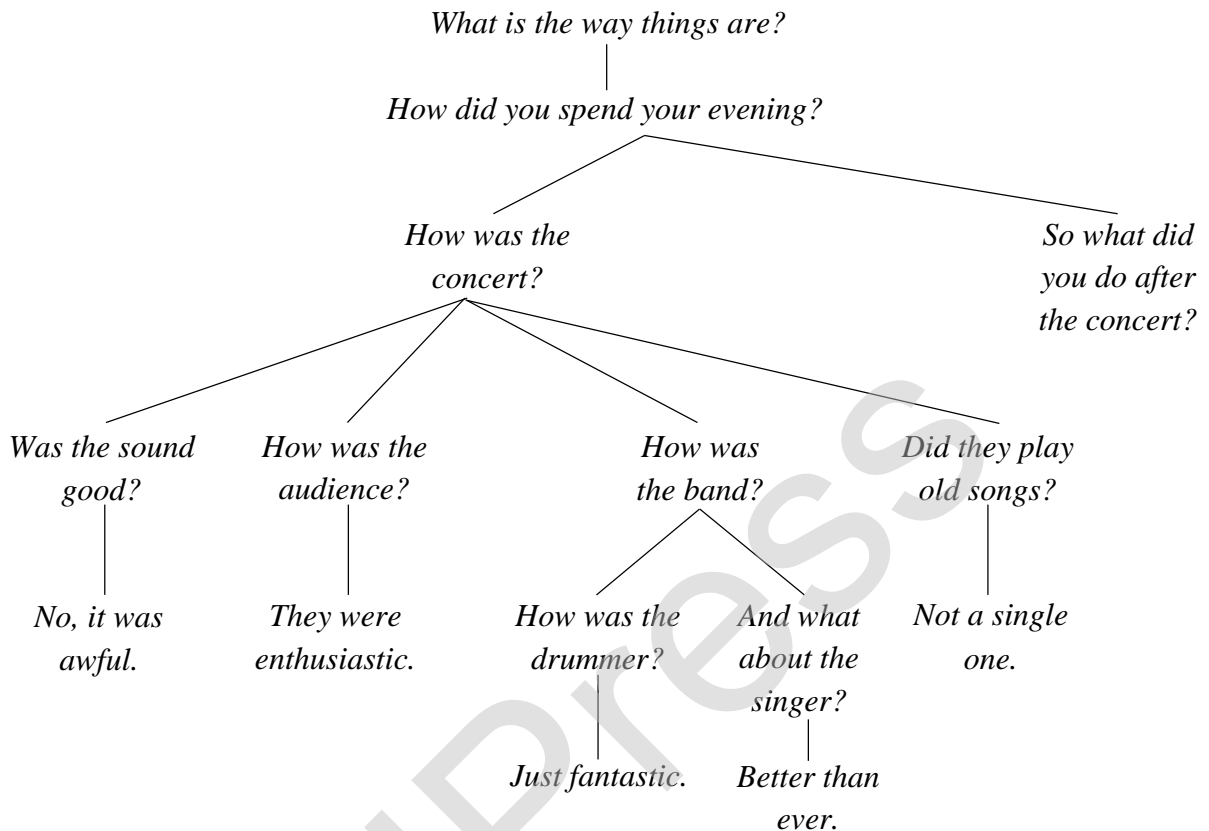 What is the way things are?
How did you spend your evening?
How was the
concert?
So what did
you do after
the concert?
Was the sound
good?
How was the
audience?
How was
the band?
Did they play
old songs?
No, it was
awful.
They were
enthusiastic.
How was the
drummer?
And what
about the
singer?
Not a single
one.
Just fantastic.
Better than
ever.
Press